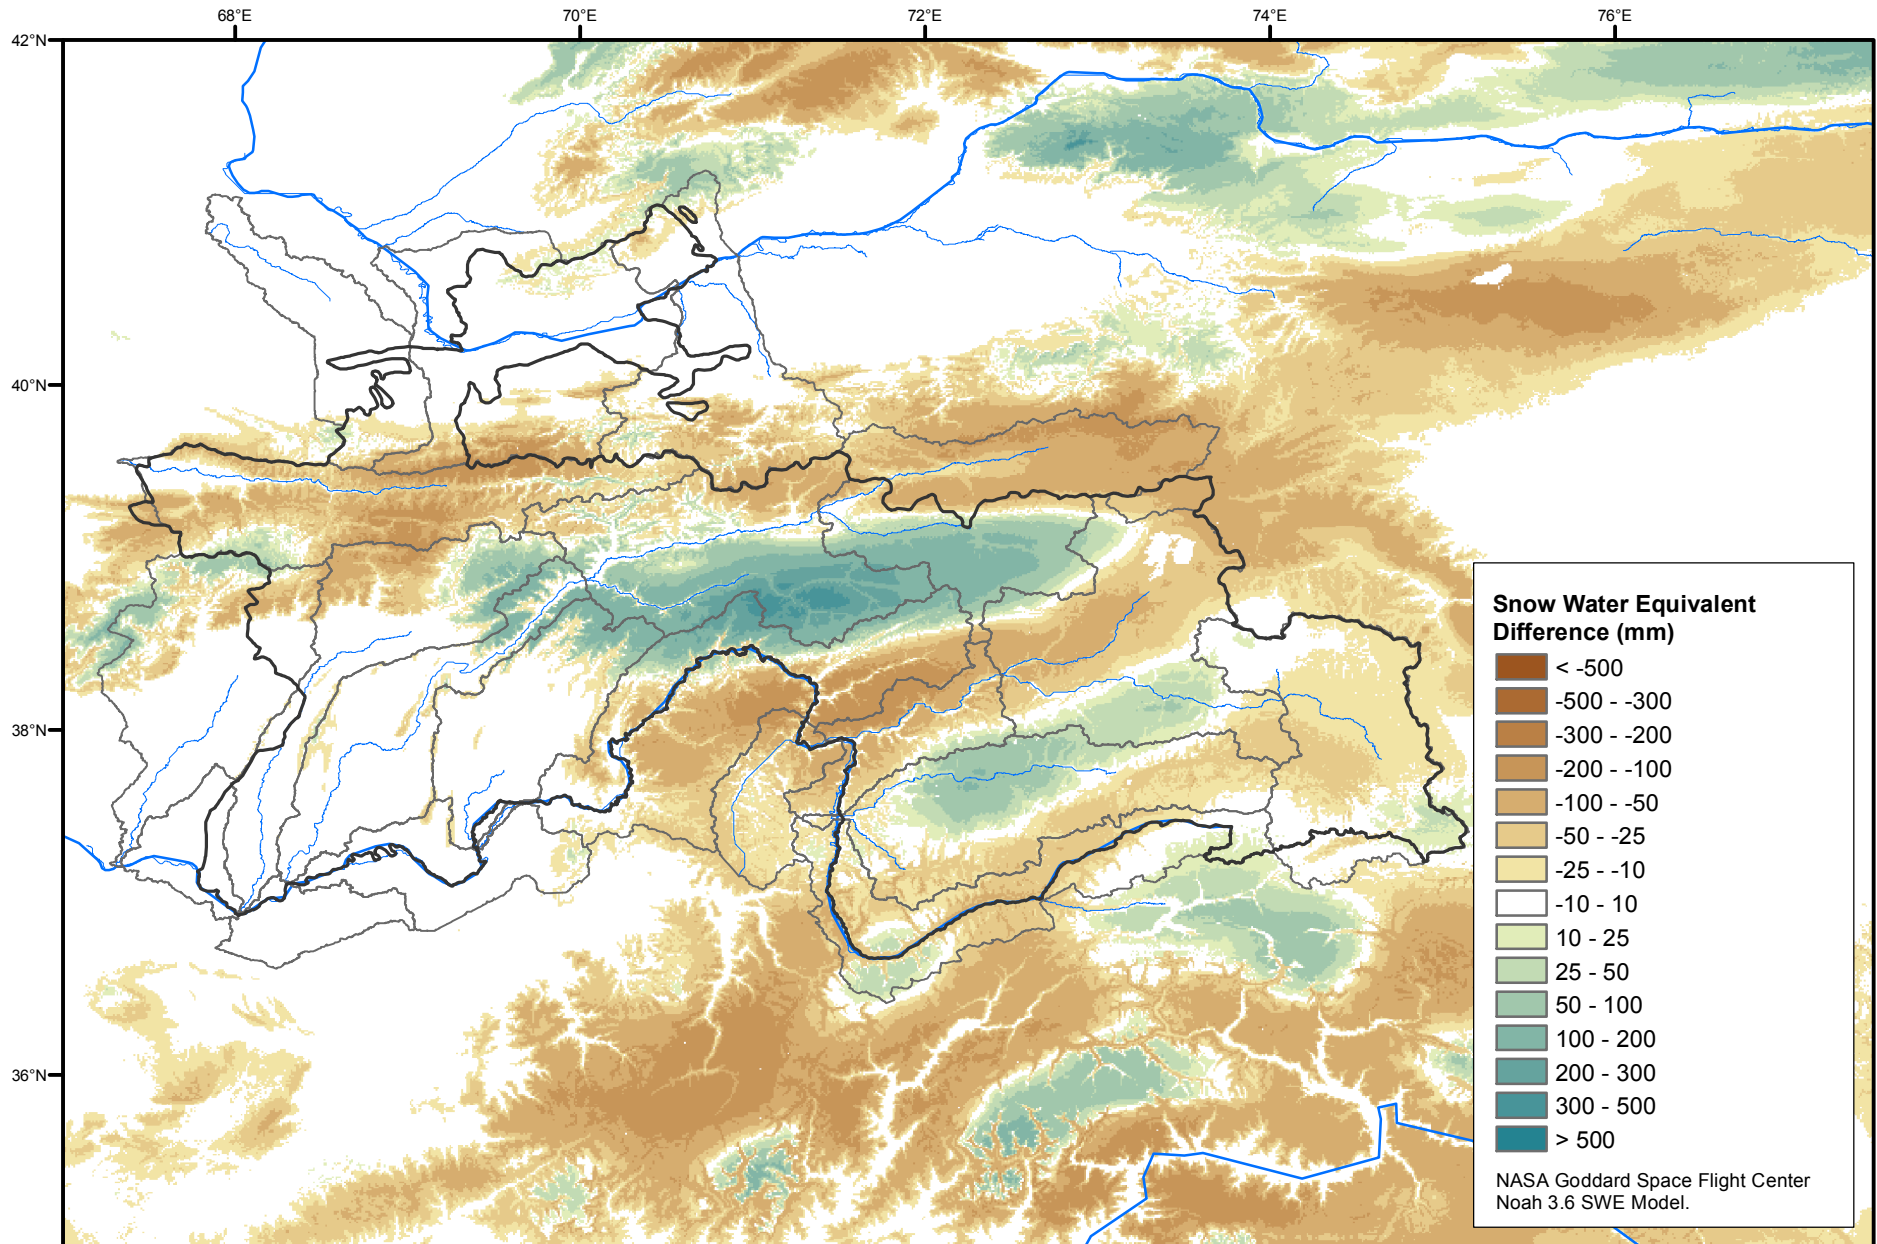 68°E 70°E 72°E 74°E 76°E
42°N
40°N
38°N
36°N
Snow Water Equivalent
Difference (mm)
< -500
-500 - -300
-300 - -200
-200 - -100
-100 - -50
-50 - -25
-25 - -10
-10 - 10
10 - 25
25 - 50
50 - 100
100 - 200
200 - 300
300 - 500
> 500
NASA Goddard Space Flight Center
Noah 3.6 SWE Model.